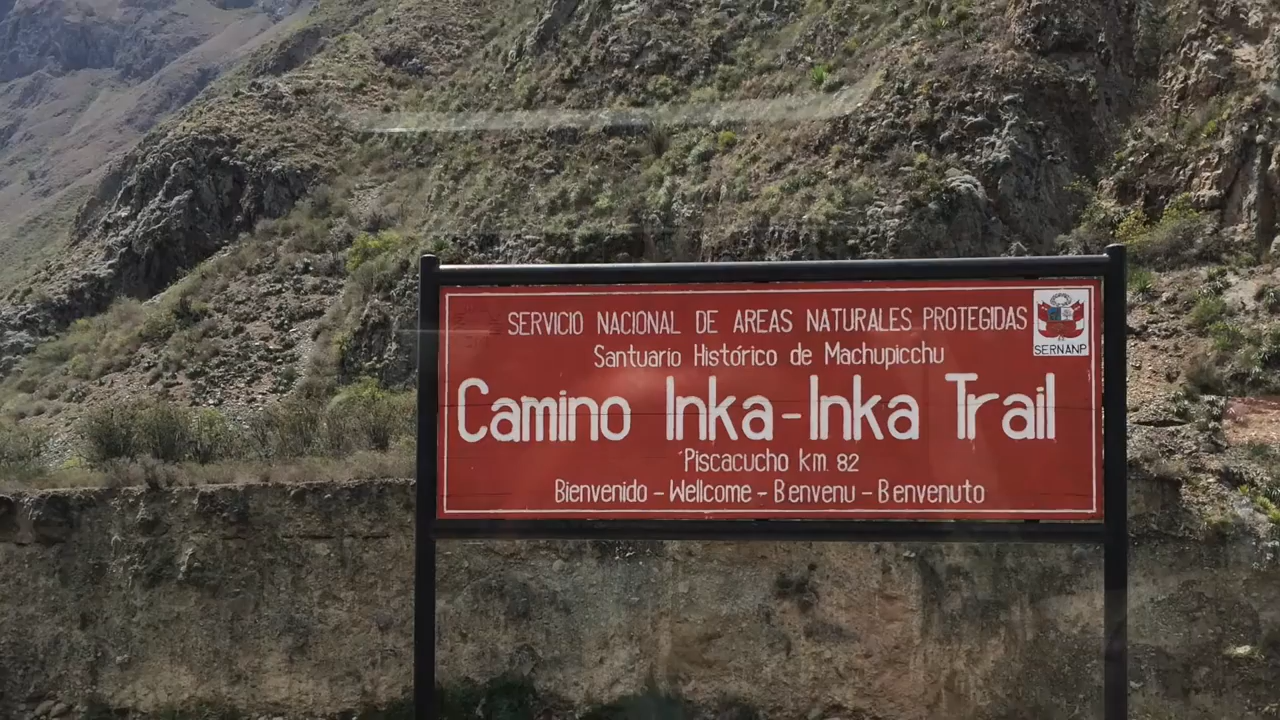 SERVICIO NACIONAL DE AREAS NATURALES PROTEGIDAS
SERNANP
Santuario Histórico de Machupicchu
Camino Inka-Inka Trail
Piscacucho Km. 82
Bienvenido - Wellcome - Benvenu - Benvenuto